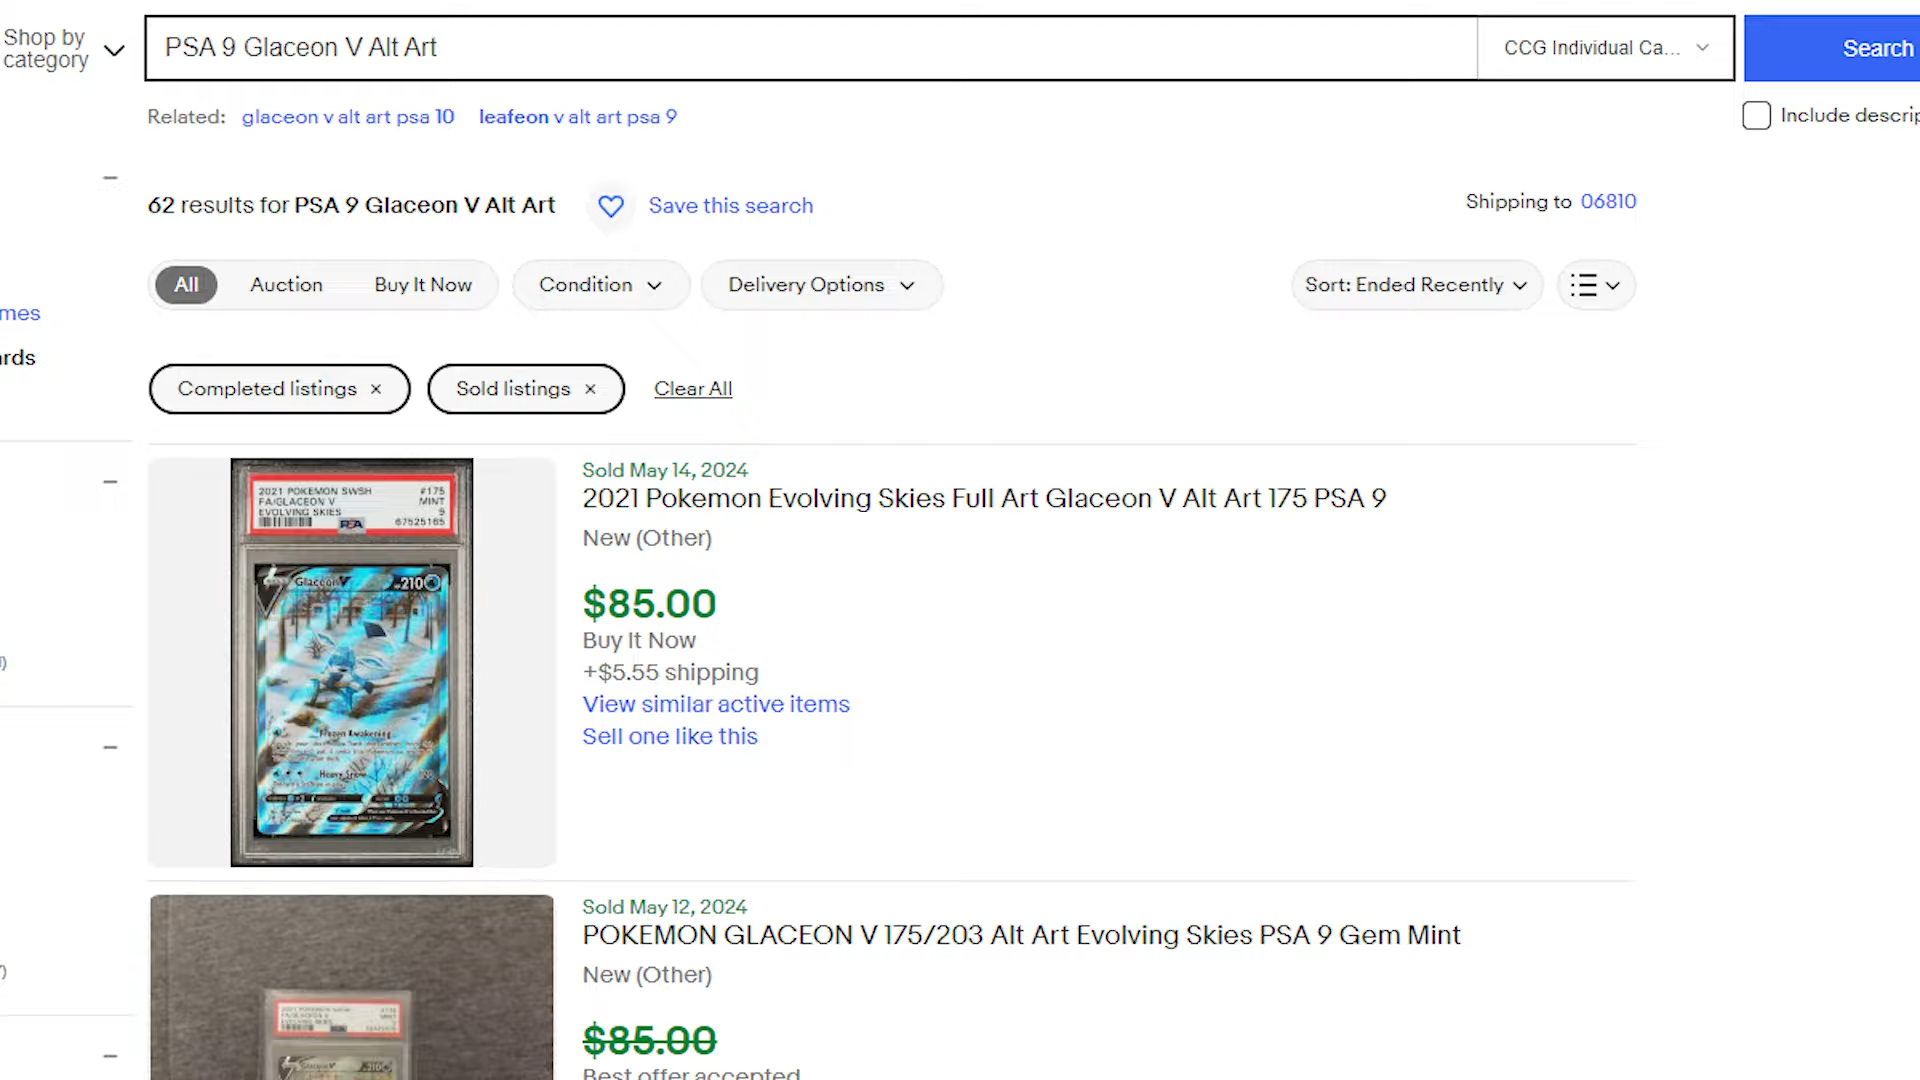 Shop by
category
PSA 9 Glaceon V Alt Art
CCG Individual Ca...
Search
Include descrip
Related: glaceon v alt art psa 10 leafeon v alt art psa 9
62 results for PSA 9 Glaceon V Alt Art
Save this search
Shipping to 06810
All
Auction
Buy It Now
Condition
Delivery Options
Sort: Ended Recently
mes
rds
Completed listings ×
Sold listings ×
Clear All
2021 POKEMON SWSH #175
FA/GLACEON V MINT
EVOLVING SKIES 9
PSA 67525165
Glaceon V 210
Frozen Awakening
Heavy Snow
Sold May 14, 2024
2021 Pokemon Evolving Skies Full Art Glaceon V Alt Art 175 PSA 9
New (Other)
$85.00
Buy It Now
+$5.55 shipping
View similar active items
Sell one like this
Sold May 12, 2024
POKEMON GLACEON V 175/203 Alt Art Evolving Skies PSA 9 Gem Mint
New (Other)
$85.00
Best offer accepted